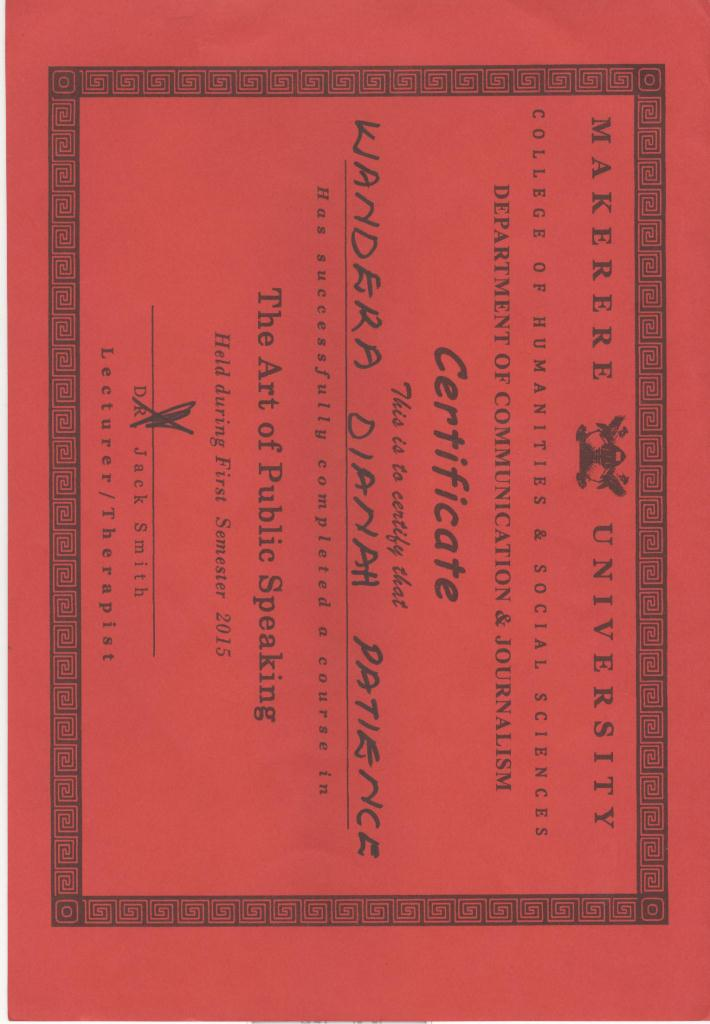 MAKERERE UNIVERSITY
COLLEGE OF HUMANITIES & SOCIAL SCIENCES
DEPARTMENT OF COMMUNICATION & JOURNALISM
Certificate
This is to certify that
WANDERA DIANAH PATIENCE
Has successfully completed a course in
The Art of Public Speaking
Held during First Semester 2015
DR Jack Smith
Lecturer/Therapist